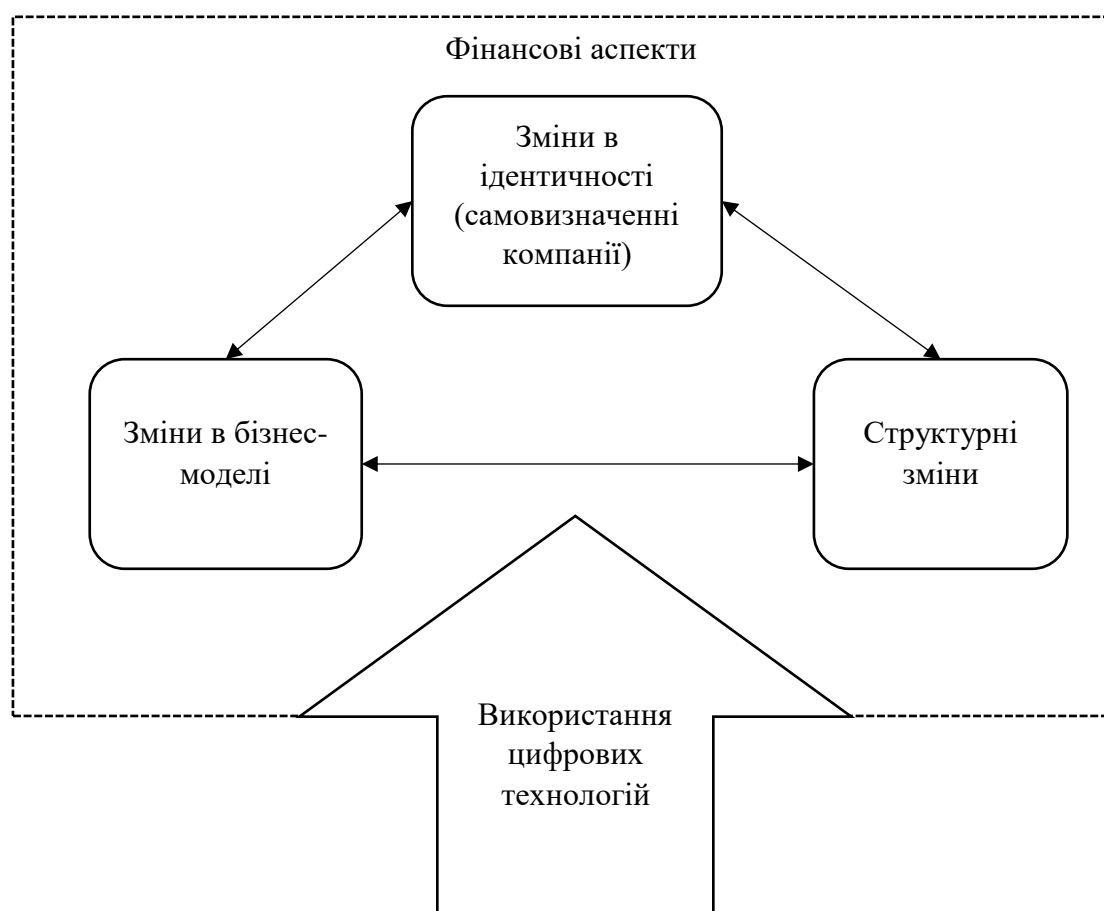 Фінансові аспекти
Зміни в
ідентичності
(самовизначенні
компанії)
Зміни в бізнес-
моделі
Структурні
зміни
Використання
цифрових
технологій